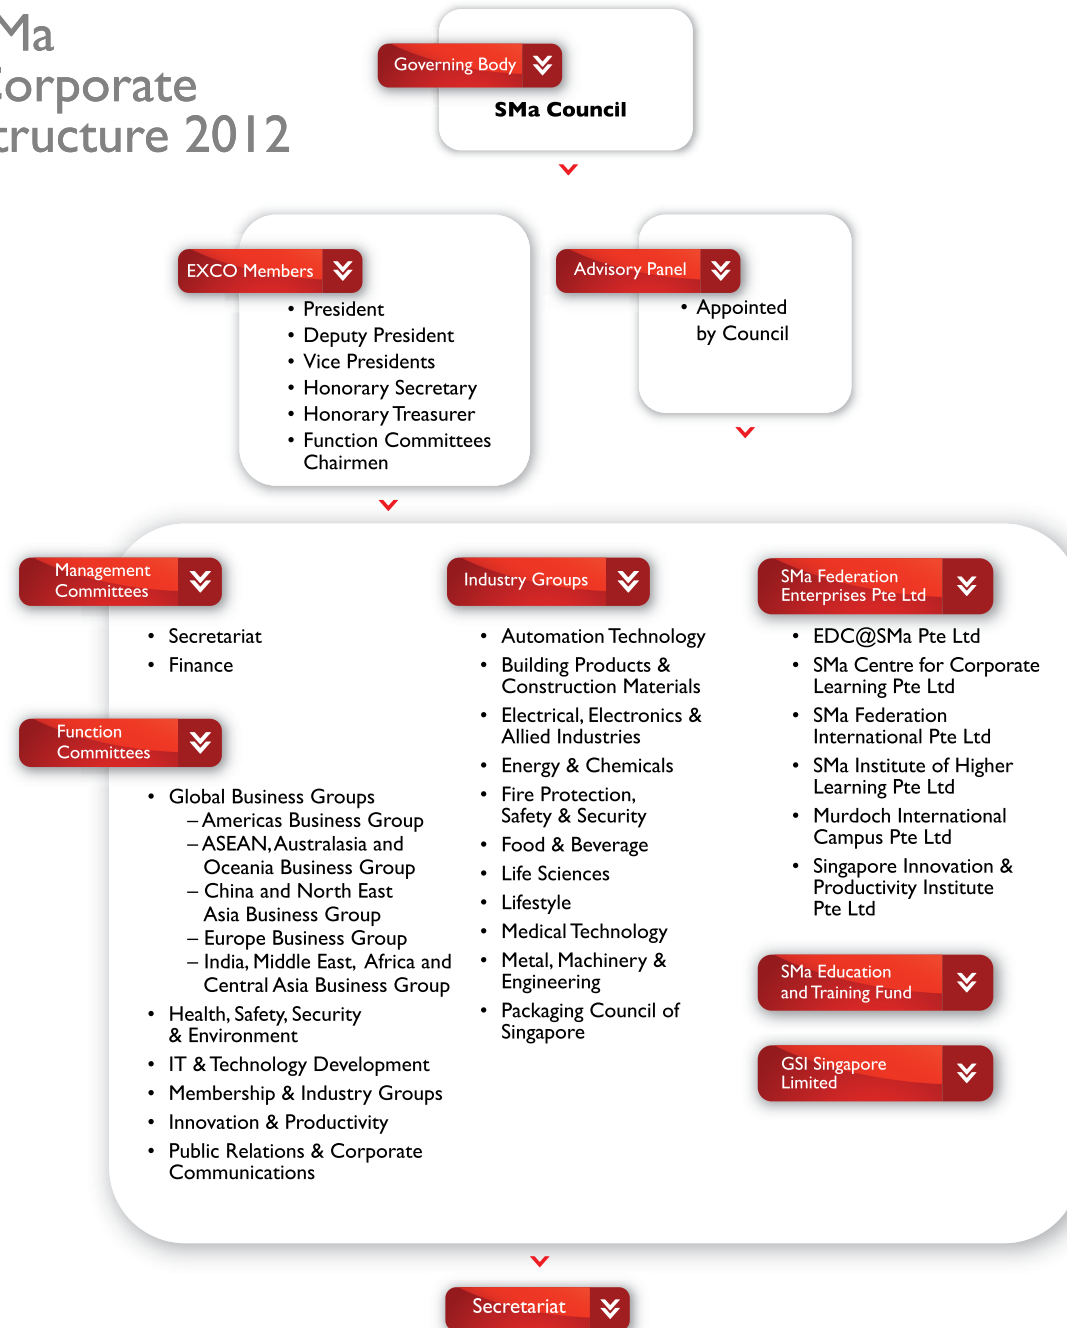 Ma
Corporate
tructure 2012
Governing Body
SMa Council
EXCO Members
• President
• Deputy President
• Vice Presidents
• Honorary Secretary
• Honorary Treasurer
• Function Committees
Chairmen
Advisory Panel
• Appointed
by Council
Management
Committees
• Secretariat
• Finance
Function
Committees
• Global Business Groups
– Americas Business Group
– ASEAN, Australasia and
Oceania Business Group
– China and North East
Asia Business Group
– Europe Business Group
– India, Middle East, Africa and
Central Asia Business Group
• Health, Safety, Security
& Environment
• IT & Technology Development
• Membership & Industry Groups
• Innovation & Productivity
• Public Relations & Corporate
Communications
Industry Groups
• Automation Technology
• Building Products &
Construction Materials
• Electrical, Electronics &
Allied Industries
• Energy & Chemicals
• Fire Protection,
Safety & Security
• Food & Beverage
• Life Sciences
• Lifestyle
• Medical Technology
• Metal, Machinery &
Engineering
• Packaging Council of
Singapore
SMa Federation
Enterprises Pte Ltd
• EDC@SMa Pte Ltd
• SMa Centre for Corporate
Learning Pte Ltd
• SMa Federation
International Pte Ltd
• SMa Institute of Higher
Learning Pte Ltd
• Murdoch International
Campus Pte Ltd
• Singapore Innovation &
Productivity Institute
Pte Ltd
SMa Education
and Training Fund
GS1 Singapore
Limited
Secretariat